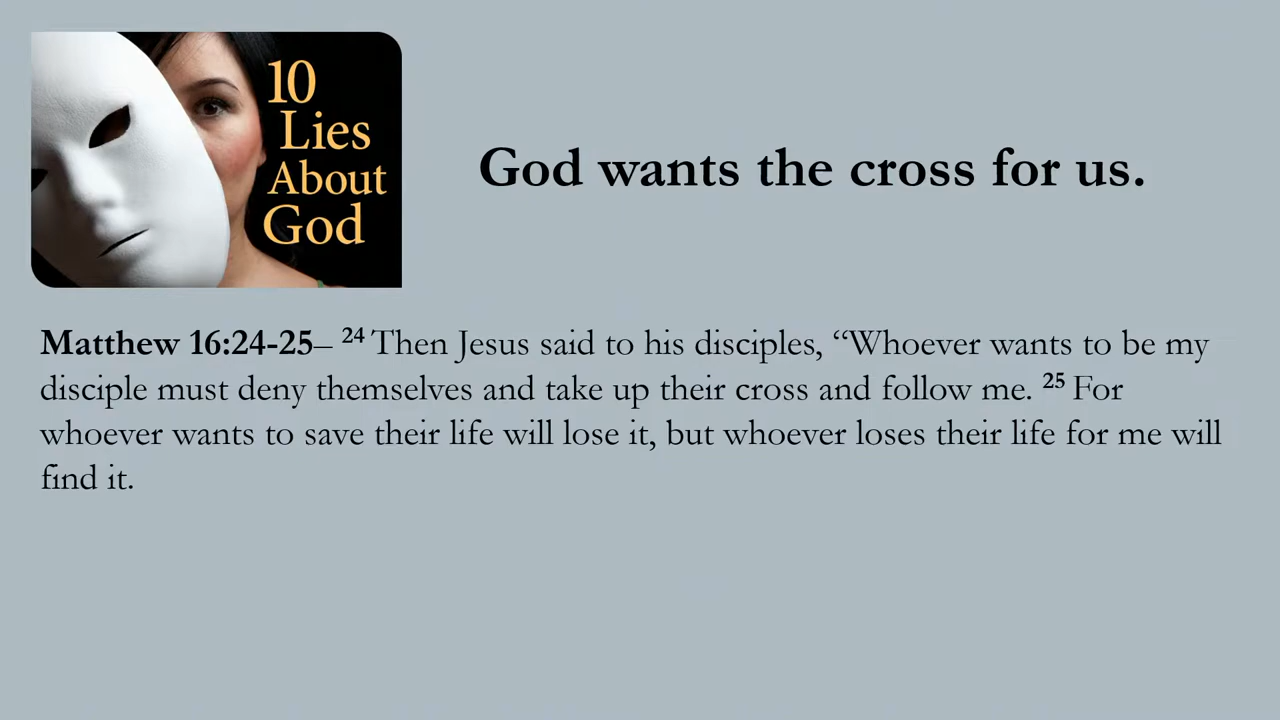 10
Lies
About
God
God wants the cross for us.
Matthew 16:24-25– 24 Then Jesus said to his disciples, “Whoever wants to be my
disciple must deny themselves and take up their cross and follow me. 25 For
whoever wants to save their life will lose it, but whoever loses their life for me will
find it.